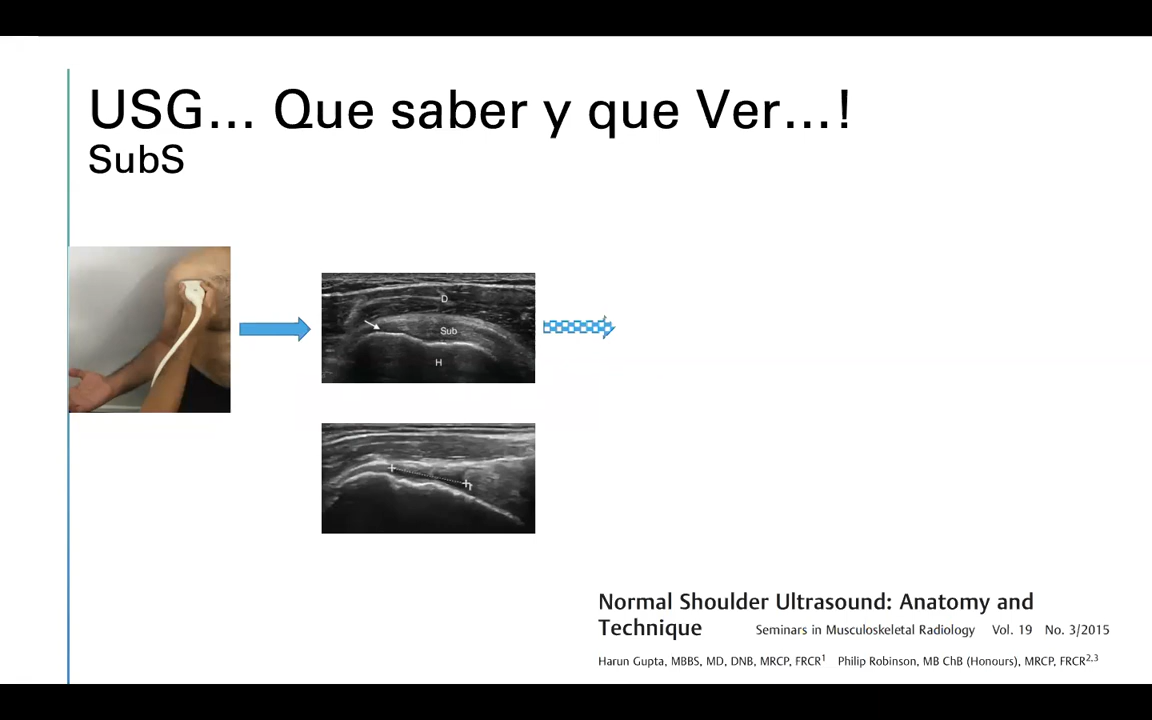 USG... Que saber y que Ver...!
SubS
D
Sub
H
Normal Shoulder Ultrasound: Anatomy and
Technique Seminars in Musculoskeletal Radiology Vol. 19 No. 3/2015
Harun Gupta, MBBS, MD, DNB, MRCP, FRCR1 Philip Robinson, MB ChB (Honours), MRCP, FRCR2,3